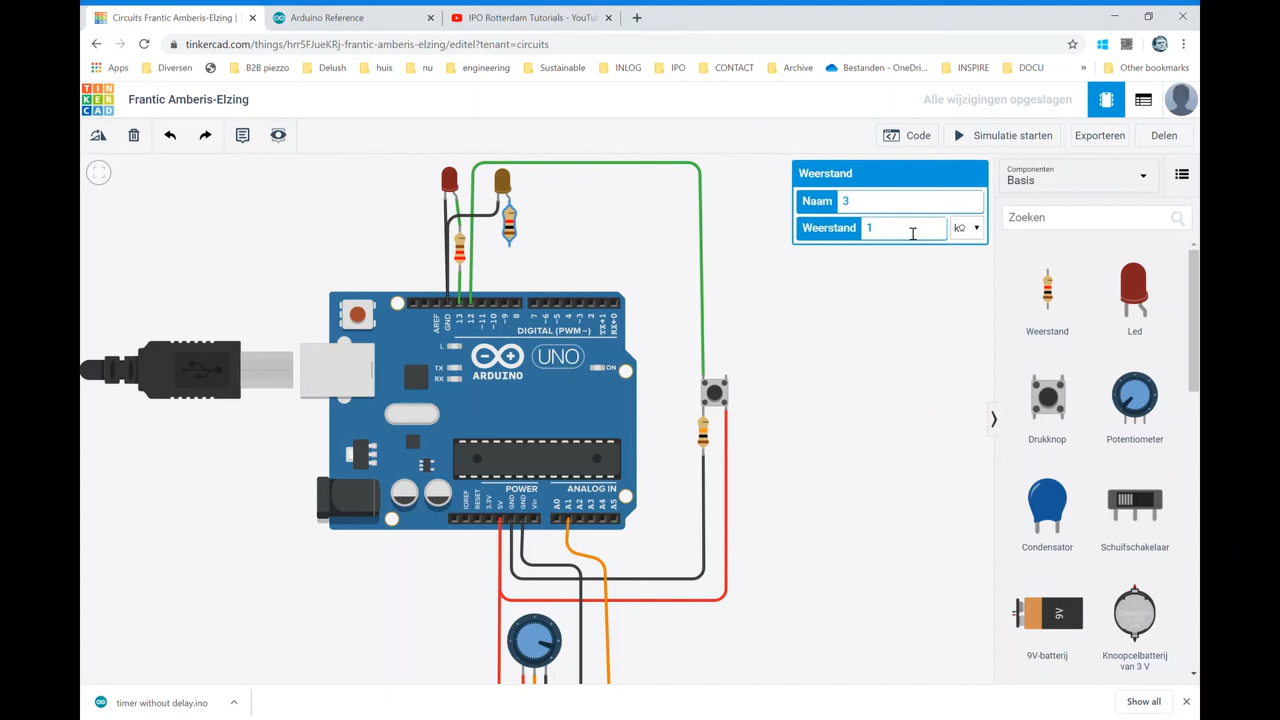 Circuits Frantic Amberis-Elzing |
Arduino Reference
IPO Rotterdam Tutorials - YouTu
tinkercad.com/things/hrr5FJueKRj-frantic-amberis-elzing/editel?tenant=circuits
Apps
Diversen
B2B piezzo
Delush
huis
nu
engineering
Sustainable
INLOG
IPO
CONTACT
Archive
Bestanden - OneDri...
INSPIRE
DOCU
»
Other bookmarks
TIN
KER
CAD
Frantic Amberis-Elzing
Alle wijzigingen opgeslagen
Code
Simulatie starten
Exporteren
Delen
Weerstand
Naam 3
Weerstand 1 kΩ
Componenten
Basis
Zoeken
Weerstand
Led
Drukknop
Potentiometer
Condensator
Schuifschakelaar
9V
9V-batterij
Knoopcelbatterij
van 3 V
AREF
GND
13
12
~11
~10
~9
8
7
~6
~5
4
~3
2
TX→1
RX←0
DIGITAL (PWM~)
L
TX
RX
ARDUINO
UNO
ON
POWER
ANALOG IN
IOREF
RESET
3.3V
5V
GND
GND
Vin
A0
A1
A2
A3
A4
A5
timer without delay.ino
Show all